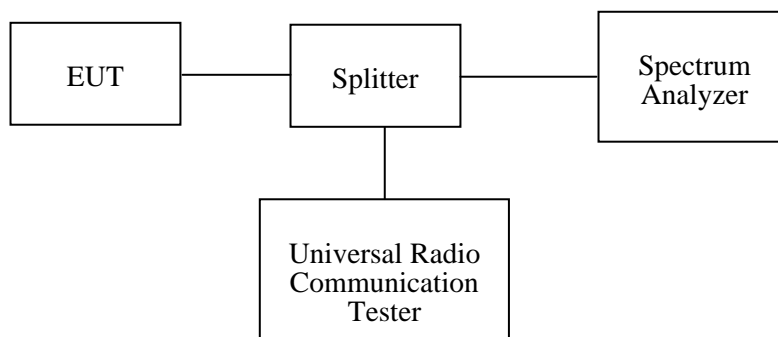 EUT
Splitter
Spectrum
Analyzer
Universal Radio
Communication
Tester